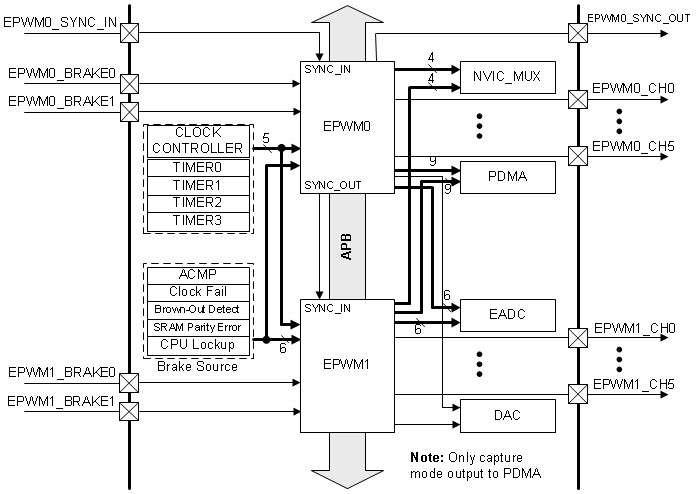 EPWM0_SYNC_IN
EPWM0_SYNC_OUT
EPWM0_BRAKE0
EPWM0_BRAKE1
SYNC_IN
EPWM0
SYNC_OUT
4
4
NVIC_MUX
EPWM0_CH0
EPWM0_CH5
CLOCK
CONTROLLER
5
TIMER0
TIMER1
TIMER2
TIMER3
9
9
PDMA
APB
ACMP
Clock Fail
Brown-Out Detect
SRAM Parity Error
CPU Lockup
Brake Source
6
SYNC_IN
EPWM1
6
6
EADC
EPWM1_CH0
EPWM1_CH5
EPWM1_BRAKE0
EPWM1_BRAKE1
DAC
Note: Only capture
mode output to PDMA